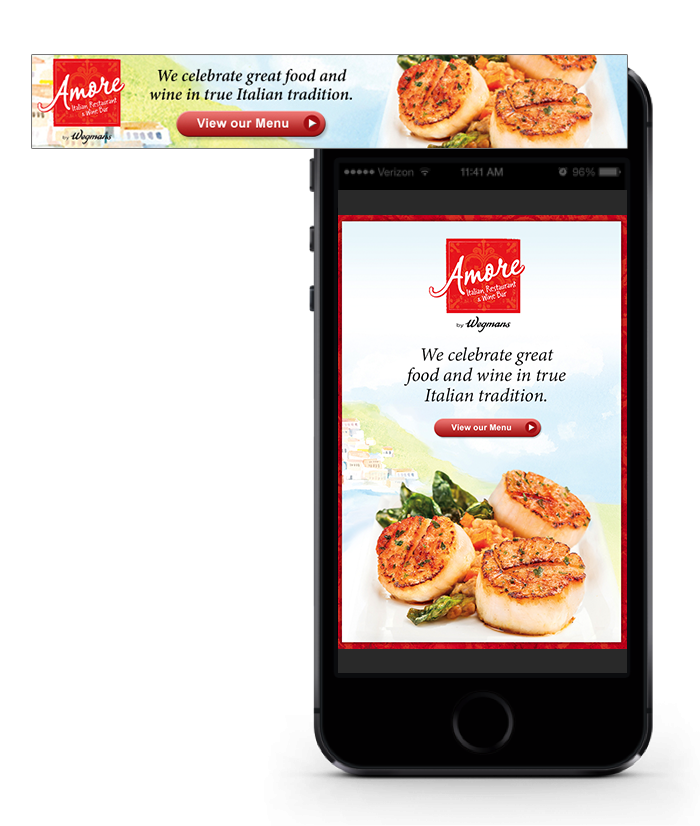 Amore
Italian Restaurant
& Wine Bar
by Wegmans
We celebrate great food and
wine in true Italian tradition.
View our Menu
Verizon 11:41 AM 96%
Amore
Italian Restaurant
& Wine Bar
by Wegmans
We celebrate great
food and wine in true
Italian tradition.
View our Menu